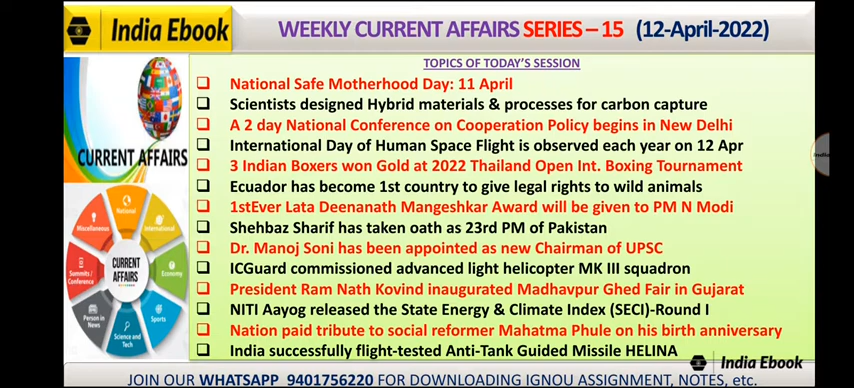 India Ebook
WEEKLY CURRENT AFFAIRS SERIES – 15 (12-April-2022)
TOPICS OF TODAY'S SESSION
National Safe Motherhood Day: 11 April
Scientists designed Hybrid materials & processes for carbon capture
A 2 day National Conference on Cooperation Policy begins in New Delhi
International Day of Human Space Flight is observed each year on 12 Apr
3 Indian Boxers won Gold at 2022 Thailand Open Int. Boxing Tournament
Ecuador has become 1st country to give legal rights to wild animals
1stEver Lata Deenanath Mangeshkar Award will be given to PM N Modi
Shehbaz Sharif has taken oath as 23rd PM of Pakistan
Dr. Manoj Soni has been appointed as new Chairman of UPSC
ICGuard commissioned advanced light helicopter MK III squadron
President Ram Nath Kovind inaugurated Madhavpur Ghed Fair in Gujarat
NITI Aayog released the State Energy & Climate Index (SECI)-Round I
Nation paid tribute to social reformer Mahatma Phule on his birth anniversary
India successfully flight-tested Anti-Tank Guided Missile HELINA
CURRENT AFFAIRS
National
International
Economy
Sports
Science and Tech
Person in News
Summits / Conference
Miscellaneous
CURRENT AFFAIRS
India Ebook
JOIN OUR WHATSAPP 9401756220 FOR DOWNLOADING IGNOU ASSIGNMENT, NOTES, etc.